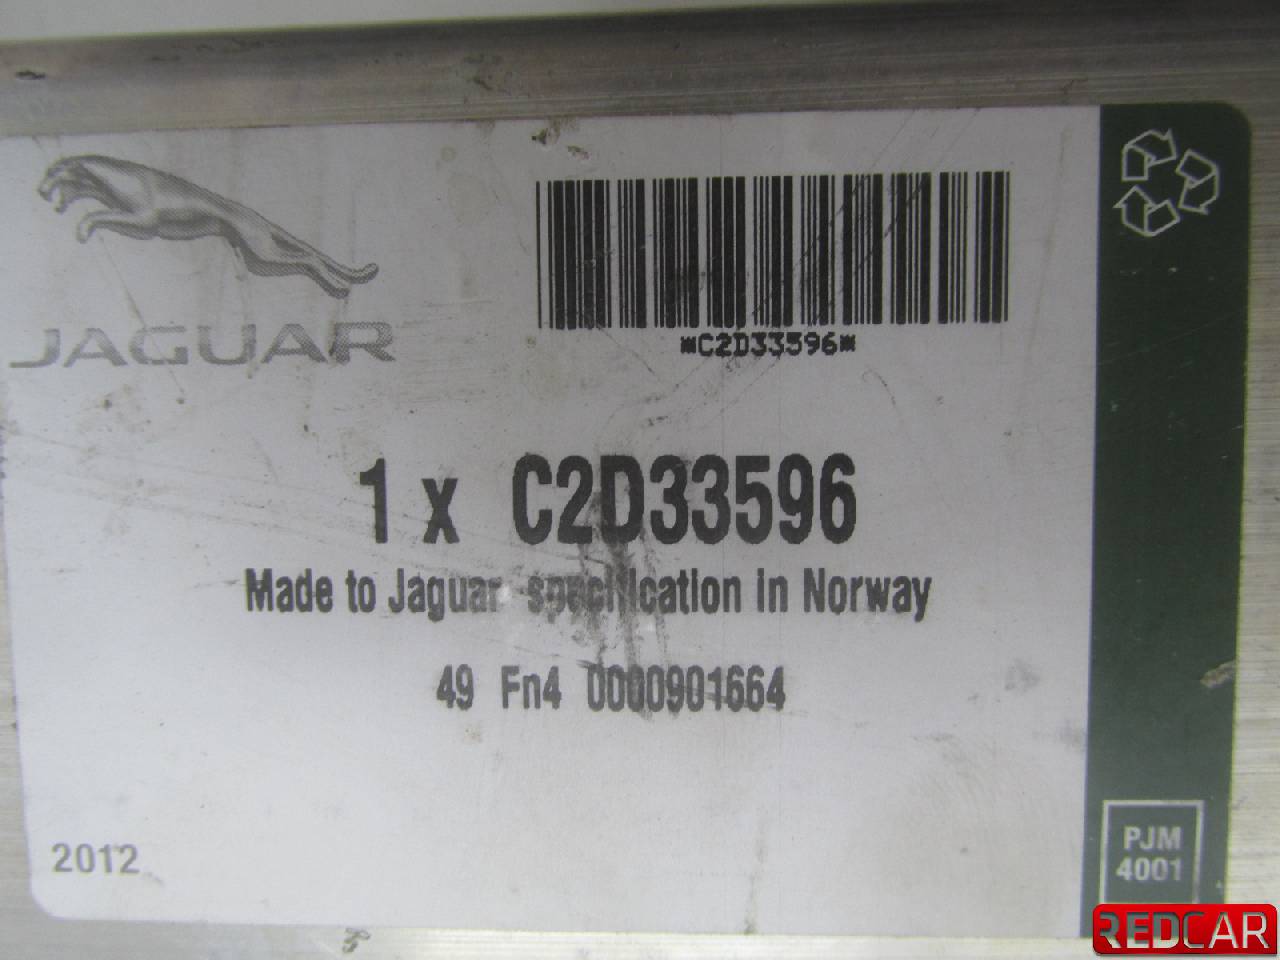 JAGUAR
*C2D33596*
1 x C2D33596
Made to Jaguar specification in Norway
49 Fn4 0000901664
2012
PJM
4001
REDCAR